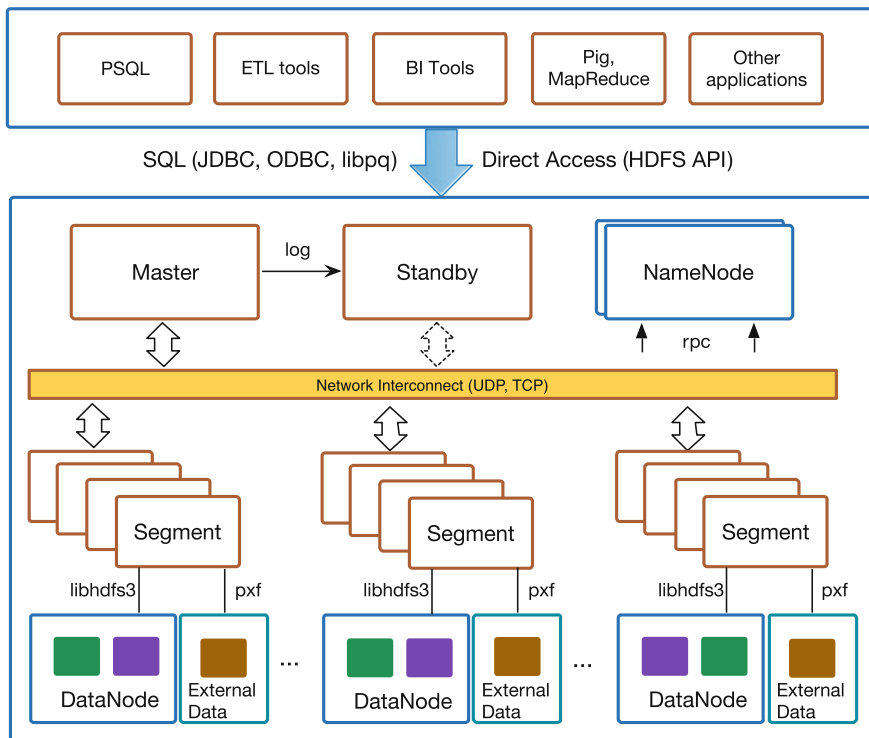 PSQL
ETL tools
BI Tools
Pig,
MapReduce
Other
applications
SQL (JDBC, ODBC, libpq)
Direct Access (HDFS API)
Master
log
Standby
NameNode
rpc
Network Interconnect (UDP, TCP)
Segment
Segment
Segment
libhdfs3
pxf
libhdfs3
pxf
libhdfs3
pxf
...
...
DataNode
External
Data
DataNode
External
Data
DataNode
External
Data